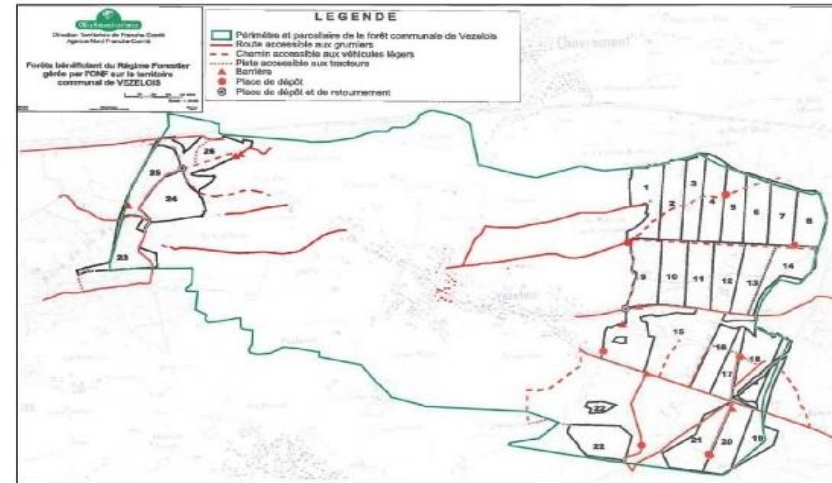 Direction Territoriale de Franche-Comté
Agence Nord Franche-Comté
Forêts bénéficiant du Régime Forestier
gérée par l'ONF sur le territoire
communal de VEZELOIS
LEGENDE
Périmètre et parcellaire de la forêt communale de Vezelois
Route accessible aux grumiers
Chemin accessible aux véhicules légers
Piste accessible aux tracteurs
Barrière
Place de dépôt
Place de dépôt et de retournement
Chèvremont
26
25
24
23
1
2
3
4
5
6
7
8
9
10
11
12
13
14
15
16
17
18
22
22
21
20
19